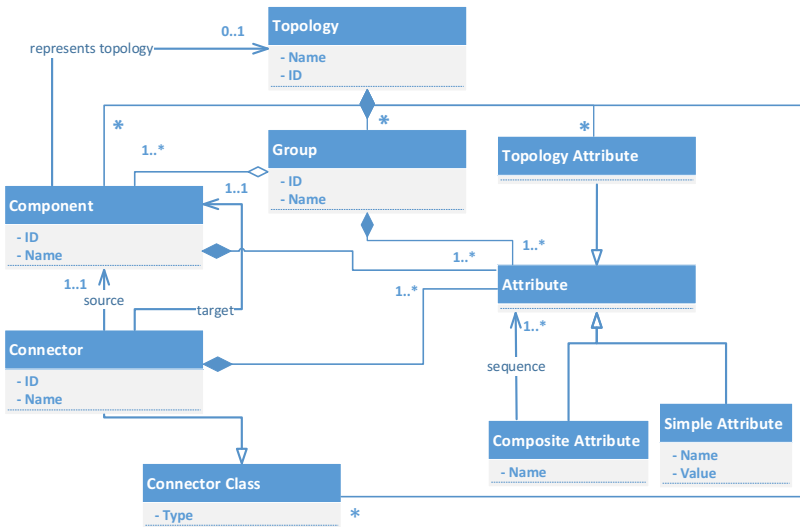 Topology
- Name
- ID
0..1
represents topology
*
*
*
1..*
Group
- ID
- Name
Topology Attribute
1..1
Component
- ID
- Name
1..*
1..*
Attribute
1..1
source
1..*
target
1..*
Connector
- ID
- Name
sequence
Composite Attribute
- Name
Simple Attribute
- Name
- Value
Connector Class
- Type
*